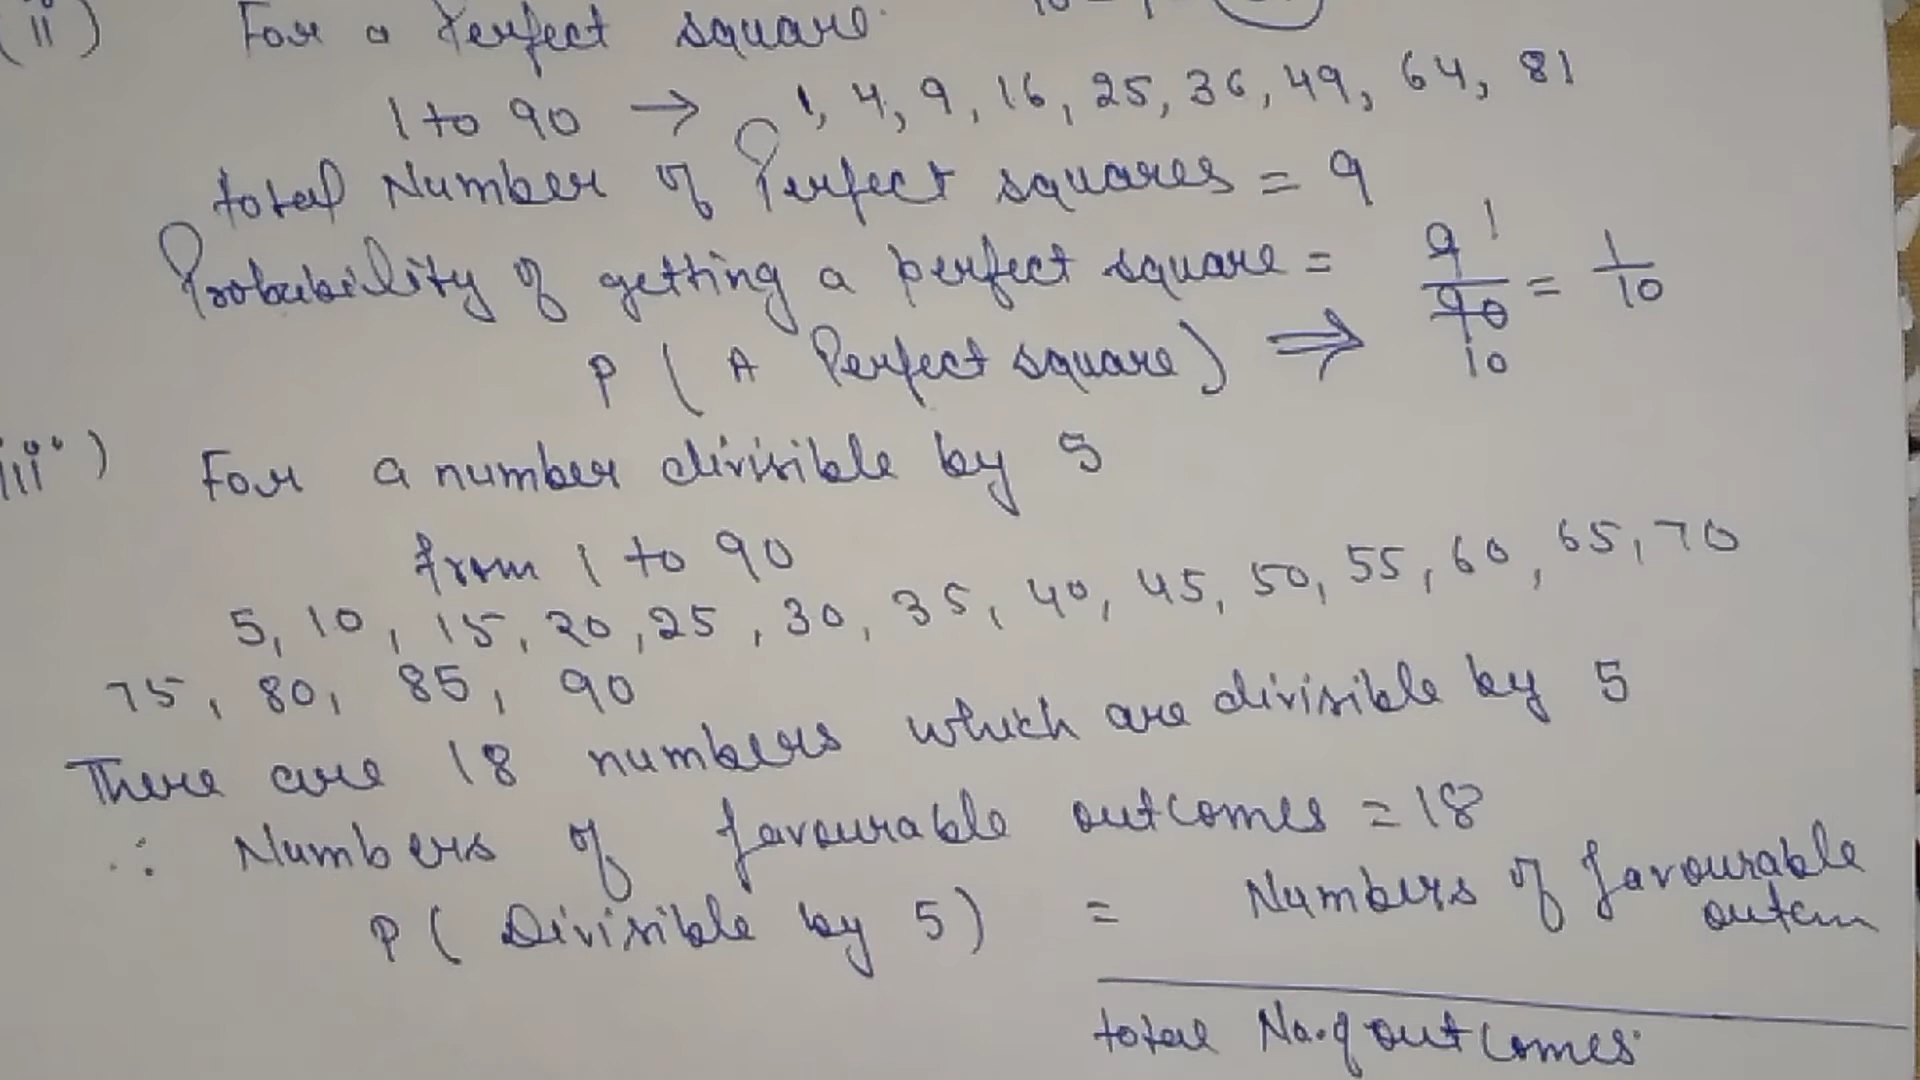 (ii) For a Perfect square.
1 to 90 → 1, 4, 9, 16, 25, 36, 49, 64, 81
total Number of Perfect squares = 9
Probability of getting a perfect square = 9/90 = 1/10
1
10
P ( A Perfect square) ⇒
iii) For a number divisible by 5
from 1 to 90
5, 10, 15, 20, 25, 30, 35, 40, 45, 50, 55, 60, 65, 70
75, 80, 85, 90
There are 18 numbers which are divisible by 5
∴ Numbers of favourable outcomes = 18
P ( Divisible by 5) = Numbers of favourable
total No. of outcomes.